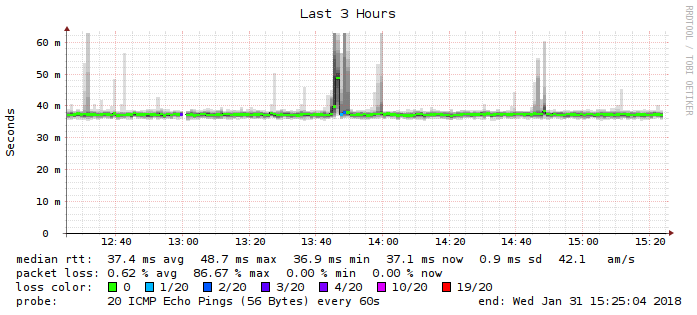 Last 3 Hours
RRDTOOL / TOBI OETIKER
Seconds
60 m
50 m
40 m
30 m
20 m
10 m
0
12:40 13:00 13:20 13:40 14:00 14:20 14:40 15:00 15:20
median rtt: 37.4 ms avg 48.7 ms max 36.9 ms min 37.1 ms now 0.9 ms sd 42.1 am/s
packet loss: 0.62 % avg 86.67 % max 0.00 % min 0.00 % now
loss color: 0 1/20 2/20 3/20 4/20 10/20 19/20
probe: 20 ICMP Echo Pings (56 Bytes) every 60s end: Wed Jan 31 15:25:04 2018